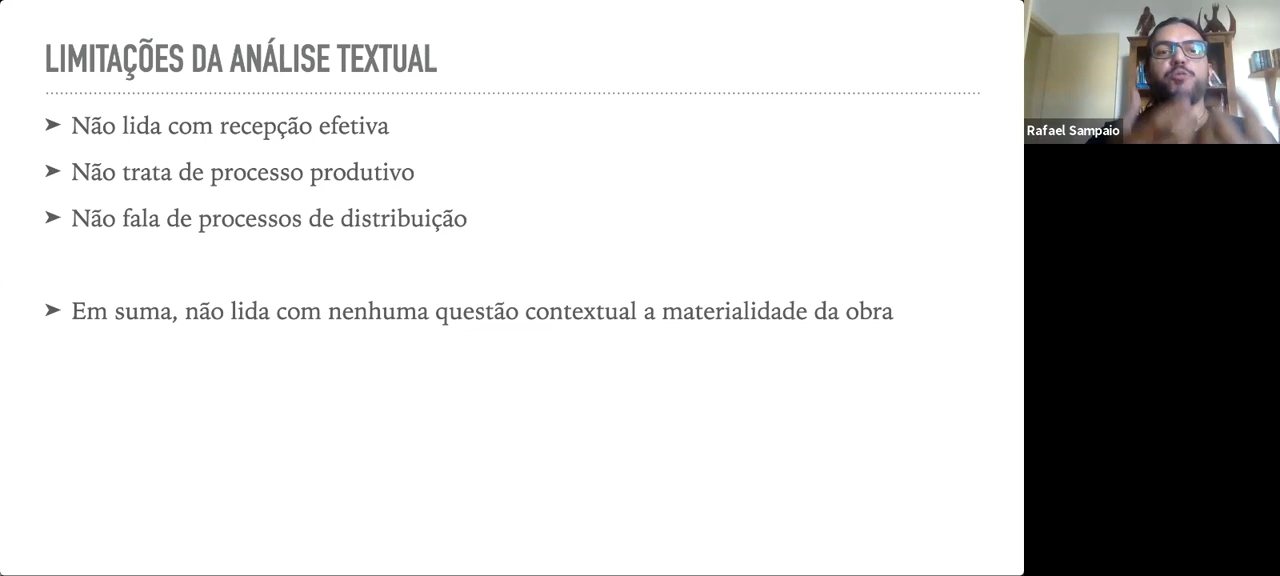 LIMITAÇÕES DA ANÁLISE TEXTUAL
➤ Não lida com recepção efetiva
➤ Não trata de processo produtivo
➤ Não fala de processos de distribuição
➤ Em suma, não lida com nenhuma questão contextual a materialidade da obra
Rafael Sampaio